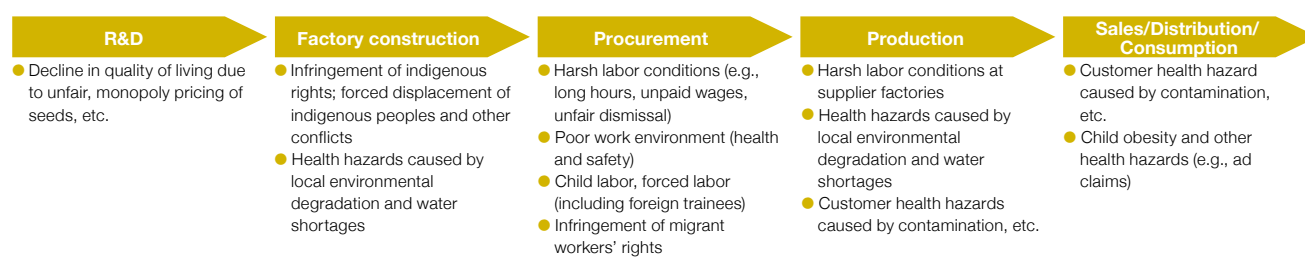 R&D
● Decline in quality of living due
to unfair, monopoly pricing of
seeds, etc.
Factory construction
● Infringement of indigenous
rights; forced displacement of
indigenous peoples and other
conflicts
● Health hazards caused by
local environmental
degradation and water
shortages
Procurement
● Harsh labor conditions (e.g.,
long hours, unpaid wages,
unfair dismissal)
● Poor work environment (health
and safety)
● Child labor, forced labor
(including foreign trainees)
● Infringement of migrant
workers’ rights
Production
● Harsh labor conditions at
supplier factories
● Health hazards caused by
local environmental
degradation and water
shortages
● Customer health hazards
caused by contamination, etc.
Sales/Distribution/
Consumption
● Customer health hazard
caused by contamination,
etc.
● Child obesity and other
health hazards (e.g., ad
claims)